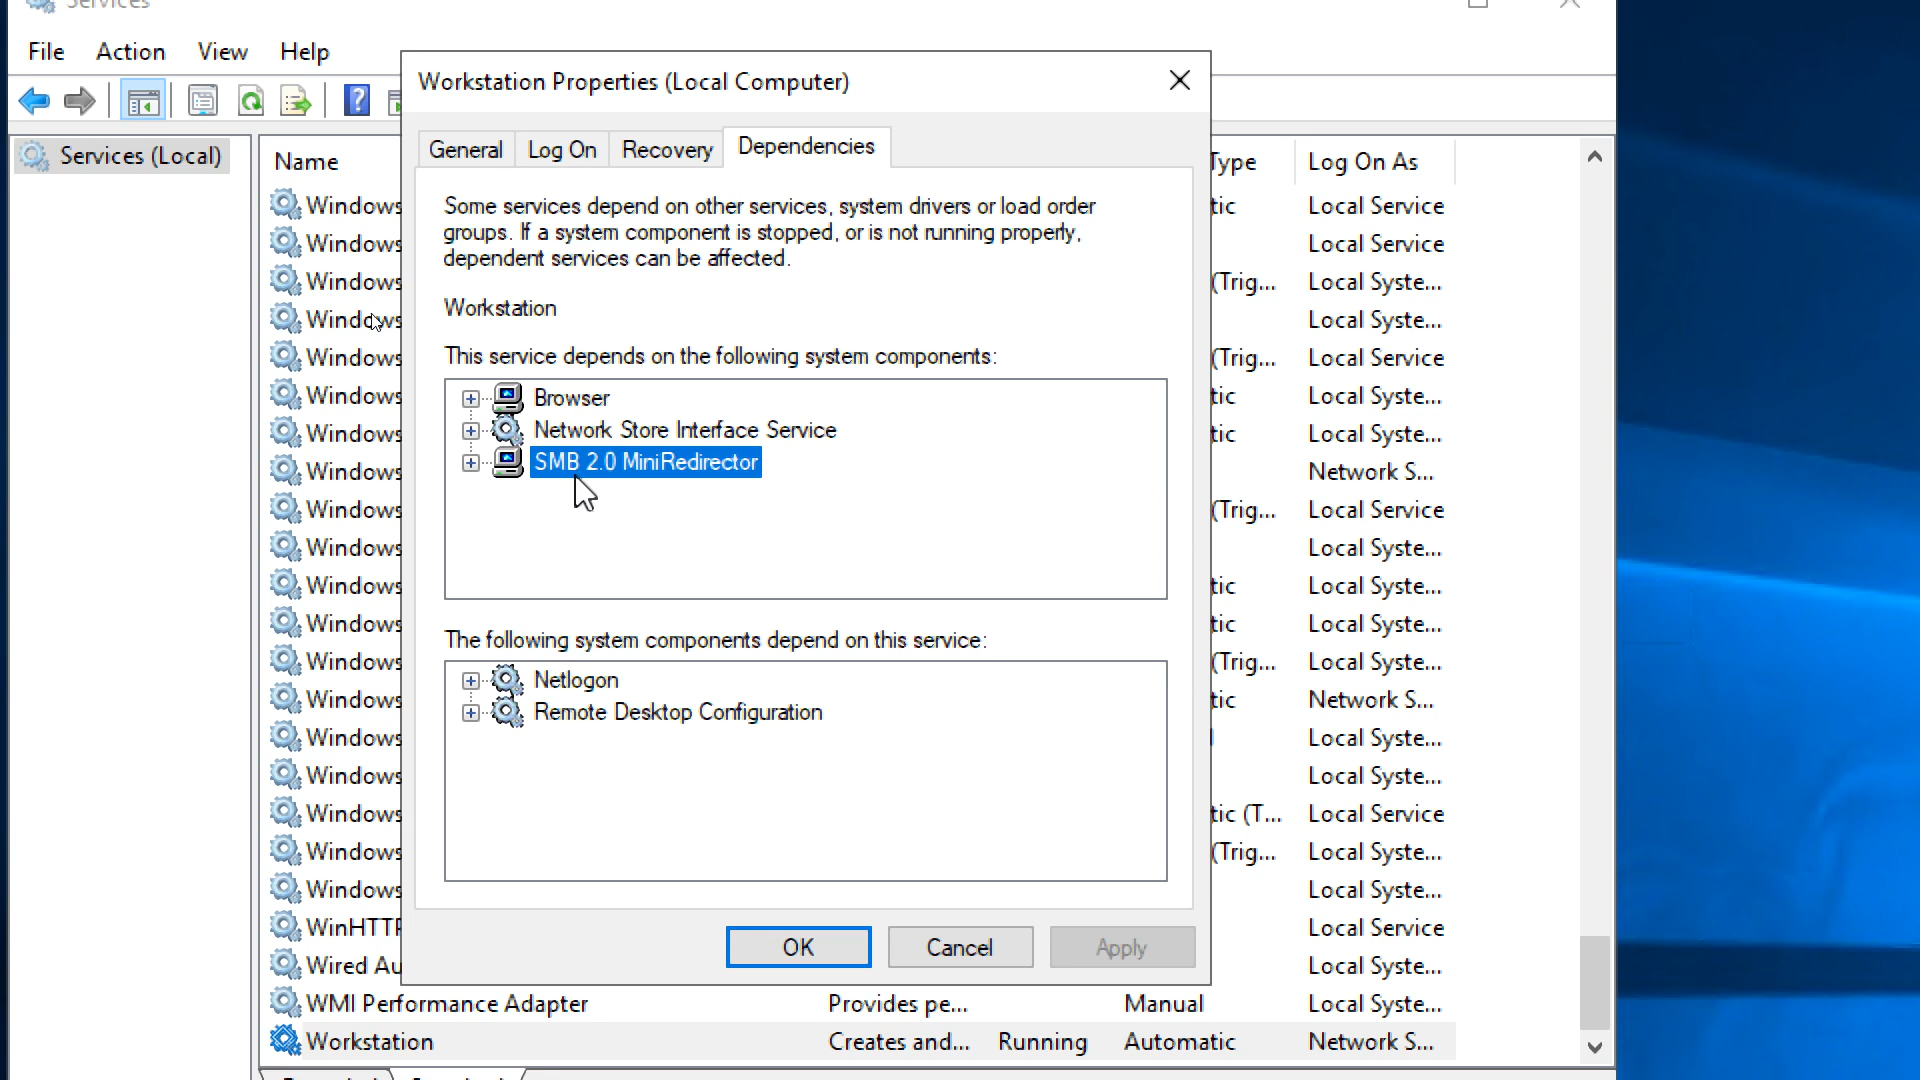 Services
File Action View Help
Workstation Properties (Local Computer)
General Log On Recovery Dependencies
Services (Local)
Name
Type Log On As
Some services depend on other services, system drivers or load order
groups. If a system component is stopped, or is not running properly,
dependent services can be affected.
Workstation
This service depends on the following system components:
Browser
Network Store Interface Service
SMB 2.0 MiniRedirector
The following system components depend on this service:
Netlogon
Remote Desktop Configuration
OK Cancel Apply
Windows tic Local Service
Windows Local Service
Windows (Trig... Local Syste...
Windows Local Syste...
Windows (Trig... Local Service
Windows tic Local Syste...
Windows tic Local Syste...
Windows Network S...
Windows (Trig... Local Service
Windows Local Syste...
Windows tic Local Syste...
Windows tic Local Syste...
Windows (Trig... Local Syste...
Windows tic Network S...
Windows Local Syste...
Windows Local Syste...
Windows tic (T... Local Service
Windows (Trig... Local Syste...
Windows Local Syste...
WinHTTP Local Service
Wired Au Local Syste...
WMI Performance Adapter Provides pe... Manual Local Syste...
Workstation Creates and... Running Automatic Network S...